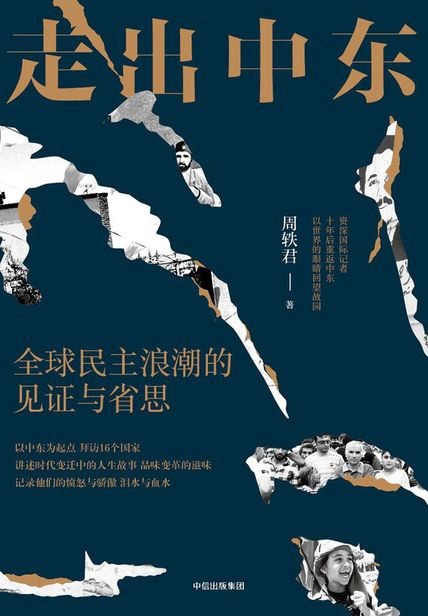 走出中东
资深国际记者
十年后重返中东
以世界的眼睛回望故园
周轶君 著
全球民主浪潮的
见证与省思
以中东为起点 拜访16个国家
讲述时代变迁中的人生故事 品味变革的滋味
记录他们的愤怒与骄傲 泪水与血水
中信出版集团